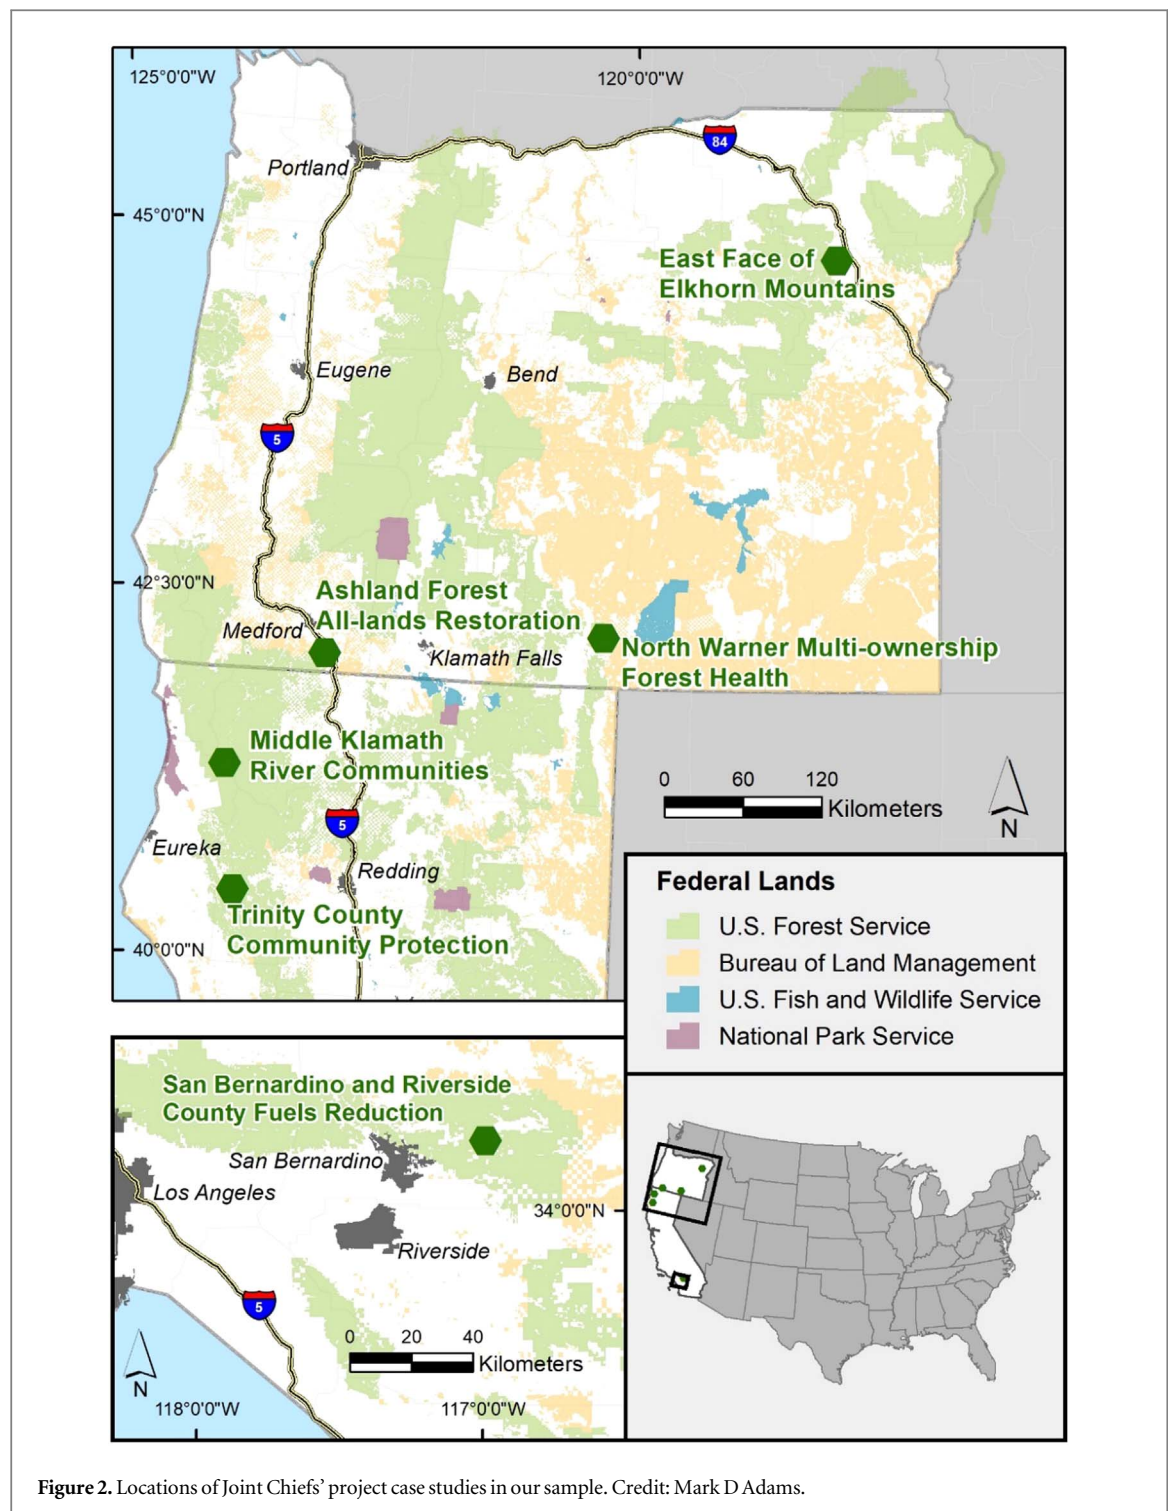 125°0'0"W
120°0'0"W
84
Portland
45°0'0"N
East Face of
Elkhorn Mountains
Eugene
Bend
5
42°30'0"N
Ashland Forest
All-lands Restoration
Medford
Klamath Falls
North Warner Multi-ownership
Forest Health
Middle Klamath
River Communities
0 60 120
Kilometers
N
5
Eureka
Redding
Trinity County
Community Protection
40°0'0"N
Federal Lands
U.S. Forest Service
Bureau of Land Management
U.S. Fish and Wildlife Service
National Park Service
San Bernardino and Riverside
County Fuels Reduction
San Bernardino
Los Angeles
34°0'0"N
Riverside
5
0 20 40
Kilometers
N
118°0'0"W
117°0'0"W
Figure 2. Locations of Joint Chiefs' project case studies in our sample. Credit: Mark D Adams.